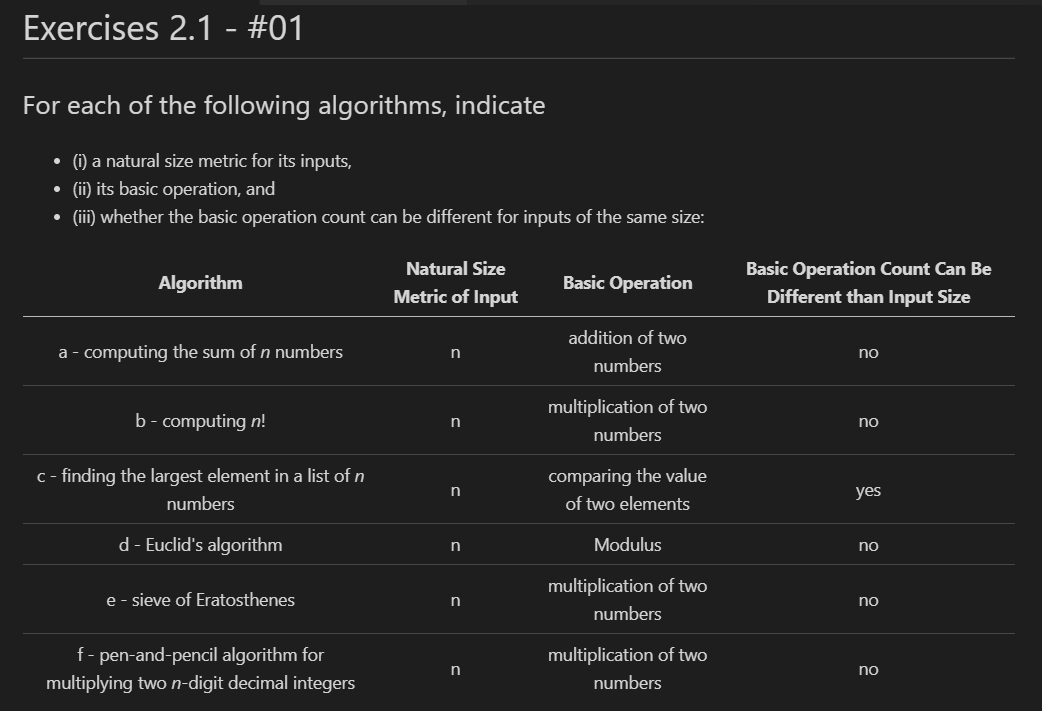 Exercises 2.1 - #01
For each of the following algorithms, indicate
• (i) a natural size metric for its inputs,
• (ii) its basic operation, and
• (iii) whether the basic operation count can be different for inputs of the same size:
Algorithm
Natural Size
Metric of Input
Basic Operation
Basic Operation Count Can Be
Different than Input Size
a - computing the sum of n numbers
n
addition of two
numbers
no
b - computing n!
n
multiplication of two
numbers
no
c - finding the largest element in a list of n
numbers
n
comparing the value
of two elements
yes
d - Euclid's algorithm
n
Modulus
no
e - sieve of Eratosthenes
n
multiplication of two
numbers
no
f - pen-and-pencil algorithm for
multiplying two n-digit decimal integers
n
multiplication of two
numbers
no